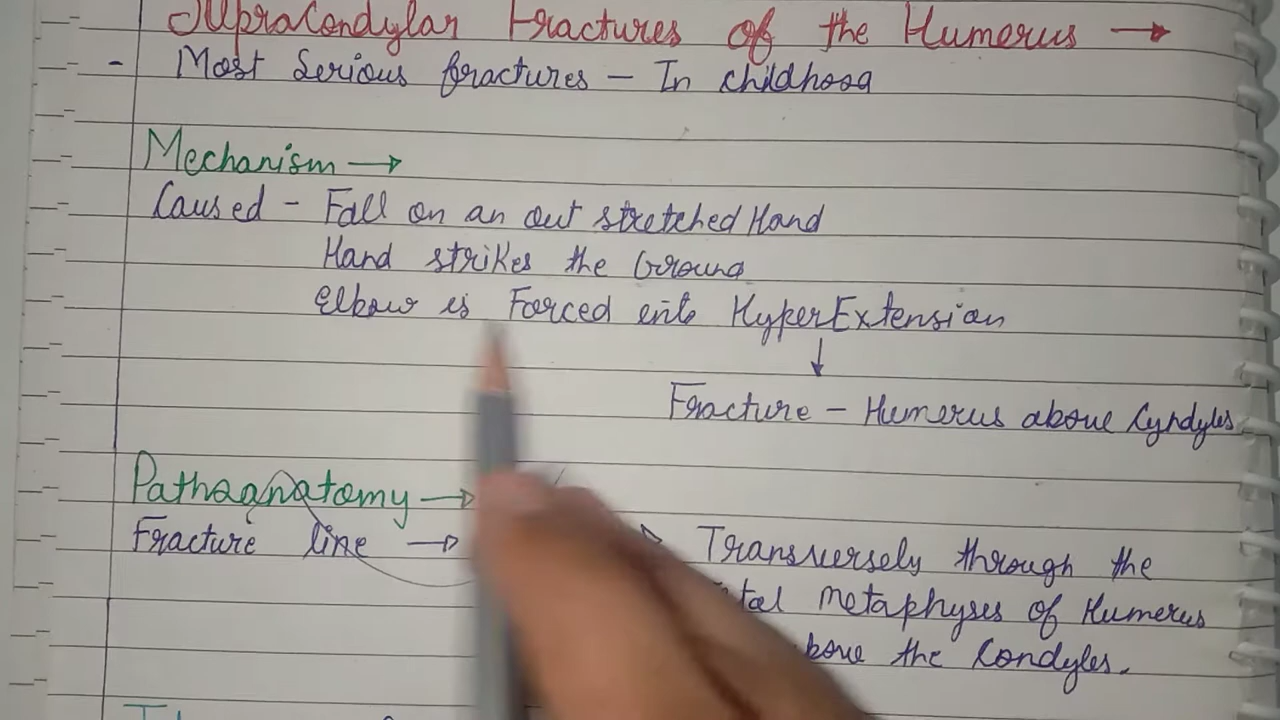 Supracondylar Fractures of the Humerus →
- Most Serious fractures – In childhood
Mechanism →
Caused - Fall on an out stretched Hand
Hand strikes the Ground
Elbow is Forced into HyperExtension
↓
Fracture – Humerus above Cyndyles
Pathoanatomy →
Fracture line → Transversely through the
metaphyses of Humerus
the Condyles.